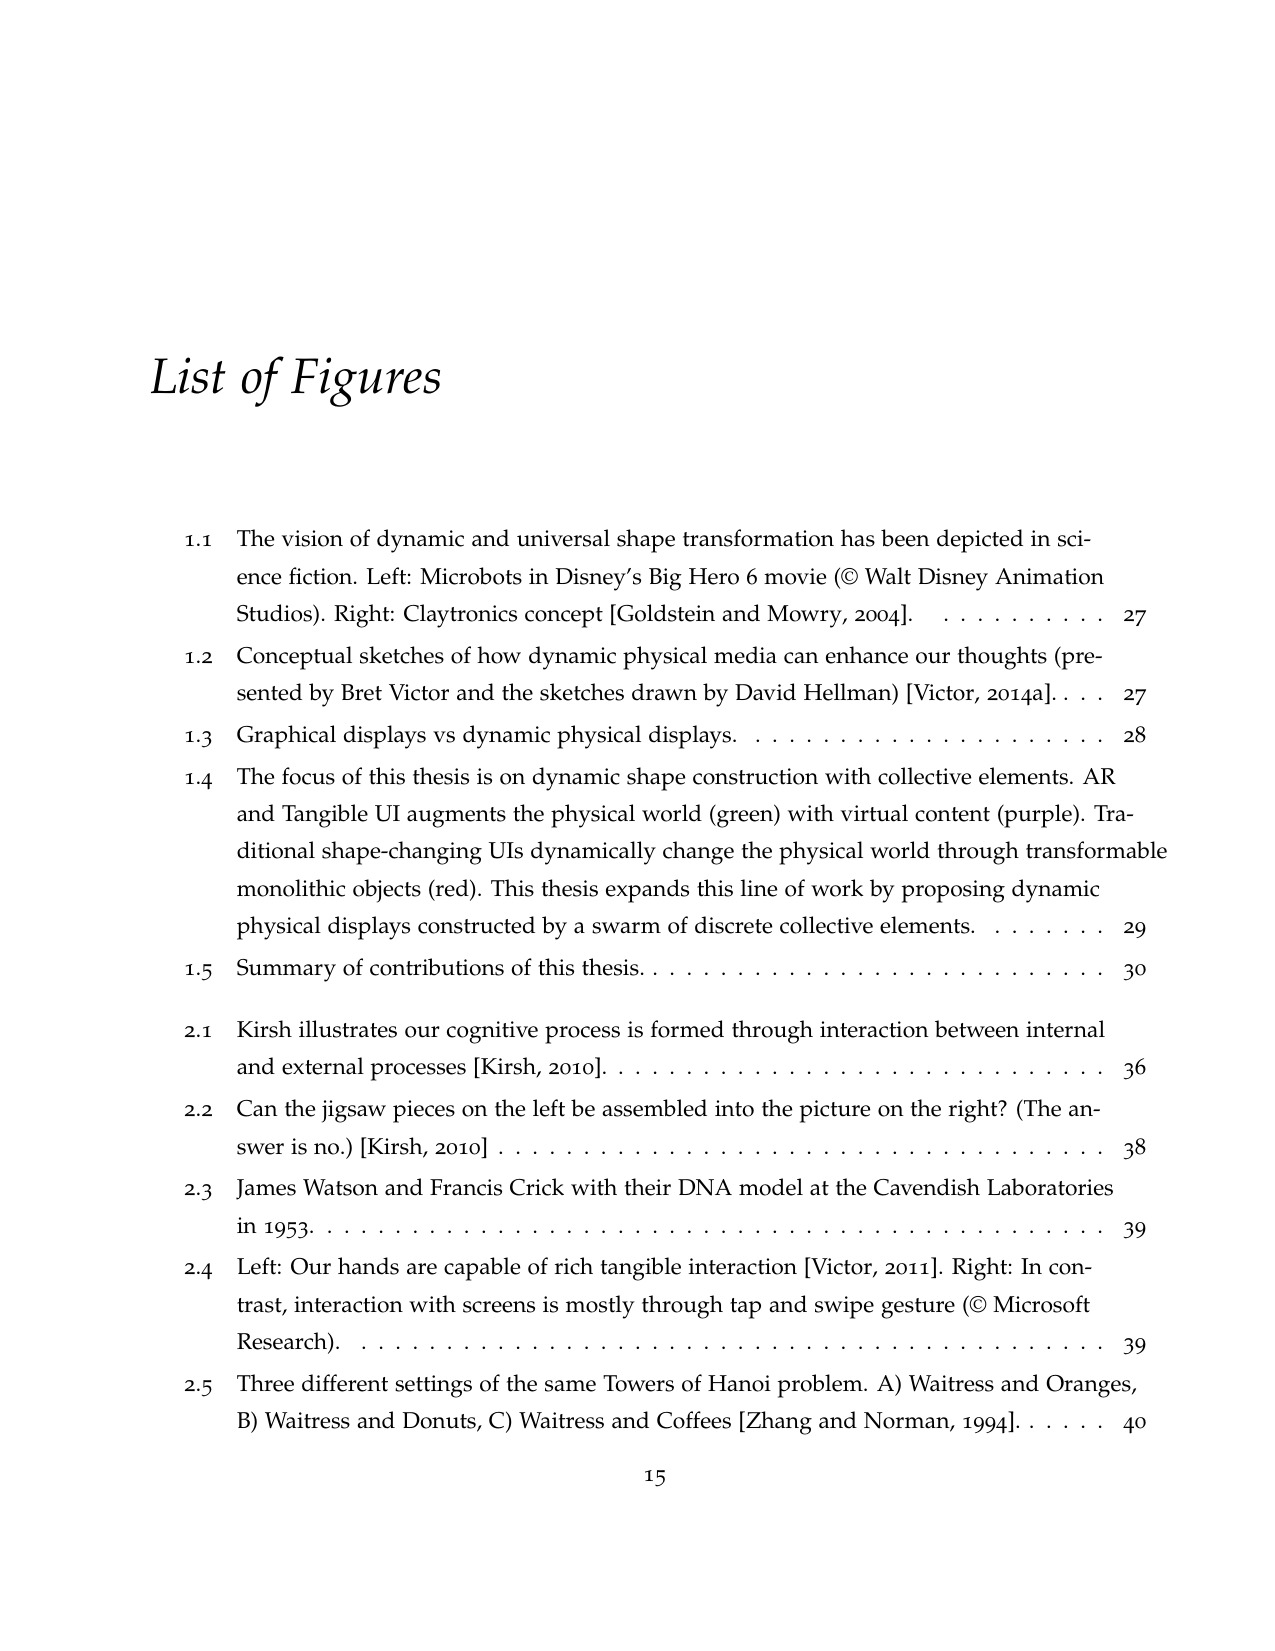 List of Figures
1.1 The vision of dynamic and universal shape transformation has been depicted in sci-
ence fiction. Left: Microbots in Disney's Big Hero 6 movie (© Walt Disney Animation
Studios). Right: Claytronics concept [Goldstein and Mowry, 2004]. . . . . . . . . . . 27
1.2 Conceptual sketches of how dynamic physical media can enhance our thoughts (pre-
sented by Bret Victor and the sketches drawn by David Hellman) [Victor, 2014a]. . . . 27
1.3 Graphical displays vs dynamic physical displays. . . . . . . . . . . . . . . . . . . . . . 28
1.4 The focus of this thesis is on dynamic shape construction with collective elements. AR
and Tangible UI augments the physical world (green) with virtual content (purple). Tra-
ditional shape-changing UIs dynamically change the physical world through transformable
monolithic objects (red). This thesis expands this line of work by proposing dynamic
physical displays constructed by a swarm of discrete collective elements. . . . . . . . 29
1.5 Summary of contributions of this thesis. . . . . . . . . . . . . . . . . . . . . . . . . . . . 30
2.1 Kirsh illustrates our cognitive process is formed through interaction between internal
and external processes [Kirsh, 2010]. . . . . . . . . . . . . . . . . . . . . . . . . . . . . . 36
2.2 Can the jigsaw pieces on the left be assembled into the picture on the right? (The an-
swer is no.) [Kirsh, 2010] . . . . . . . . . . . . . . . . . . . . . . . . . . . . . . . . . . . . 38
2.3 James Watson and Francis Crick with their DNA model at the Cavendish Laboratories
in 1953. . . . . . . . . . . . . . . . . . . . . . . . . . . . . . . . . . . . . . . . . . . . . . . 39
2.4 Left: Our hands are capable of rich tangible interaction [Victor, 2011]. Right: In con-
trast, interaction with screens is mostly through tap and swipe gesture (© Microsoft
Research). . . . . . . . . . . . . . . . . . . . . . . . . . . . . . . . . . . . . . . . . . . . . 39
2.5 Three different settings of the same Towers of Hanoi problem. A) Waitress and Oranges,
B) Waitress and Donuts, C) Waitress and Coffees [Zhang and Norman, 1994]. . . . . . 40
15